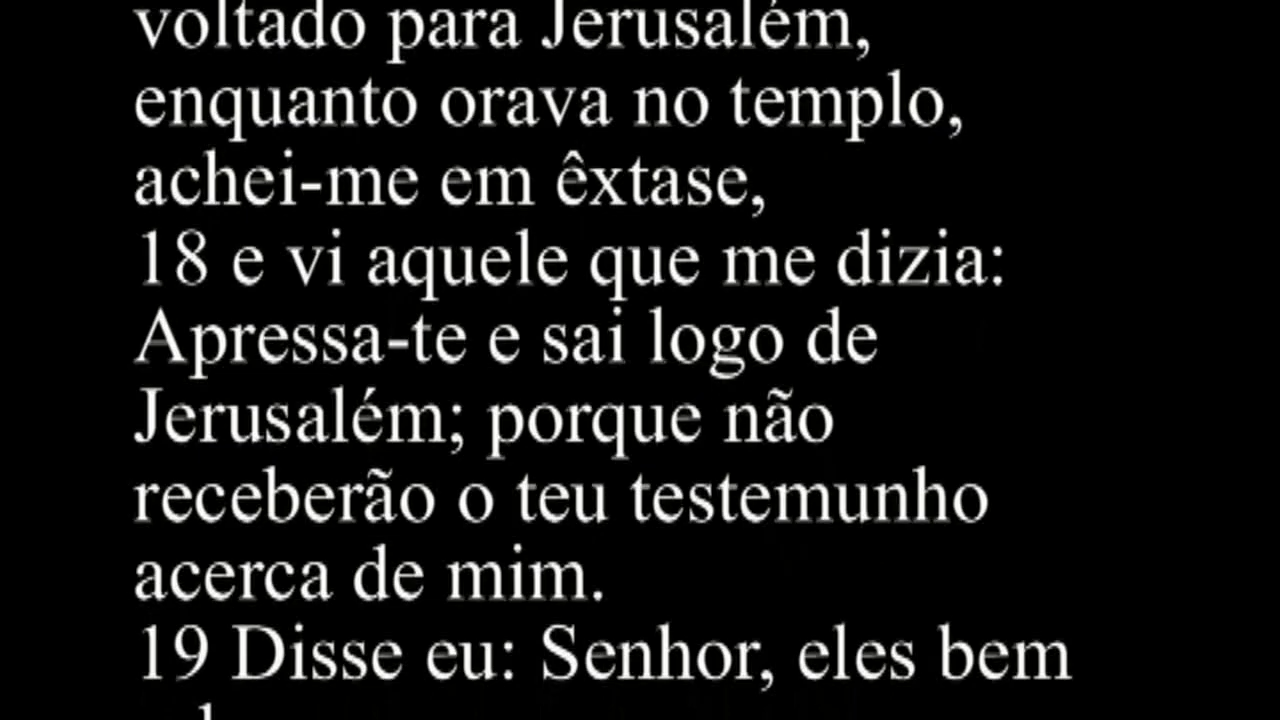 voltado para Jerusalém,
enquanto orava no templo,
achei-me em êxtase,
18 e vi aquele que me dizia:
Apressa-te e sai logo de
Jerusalém; porque não
receberão o teu testemunho
acerca de mim.
19 Disse eu: Senhor, eles bem